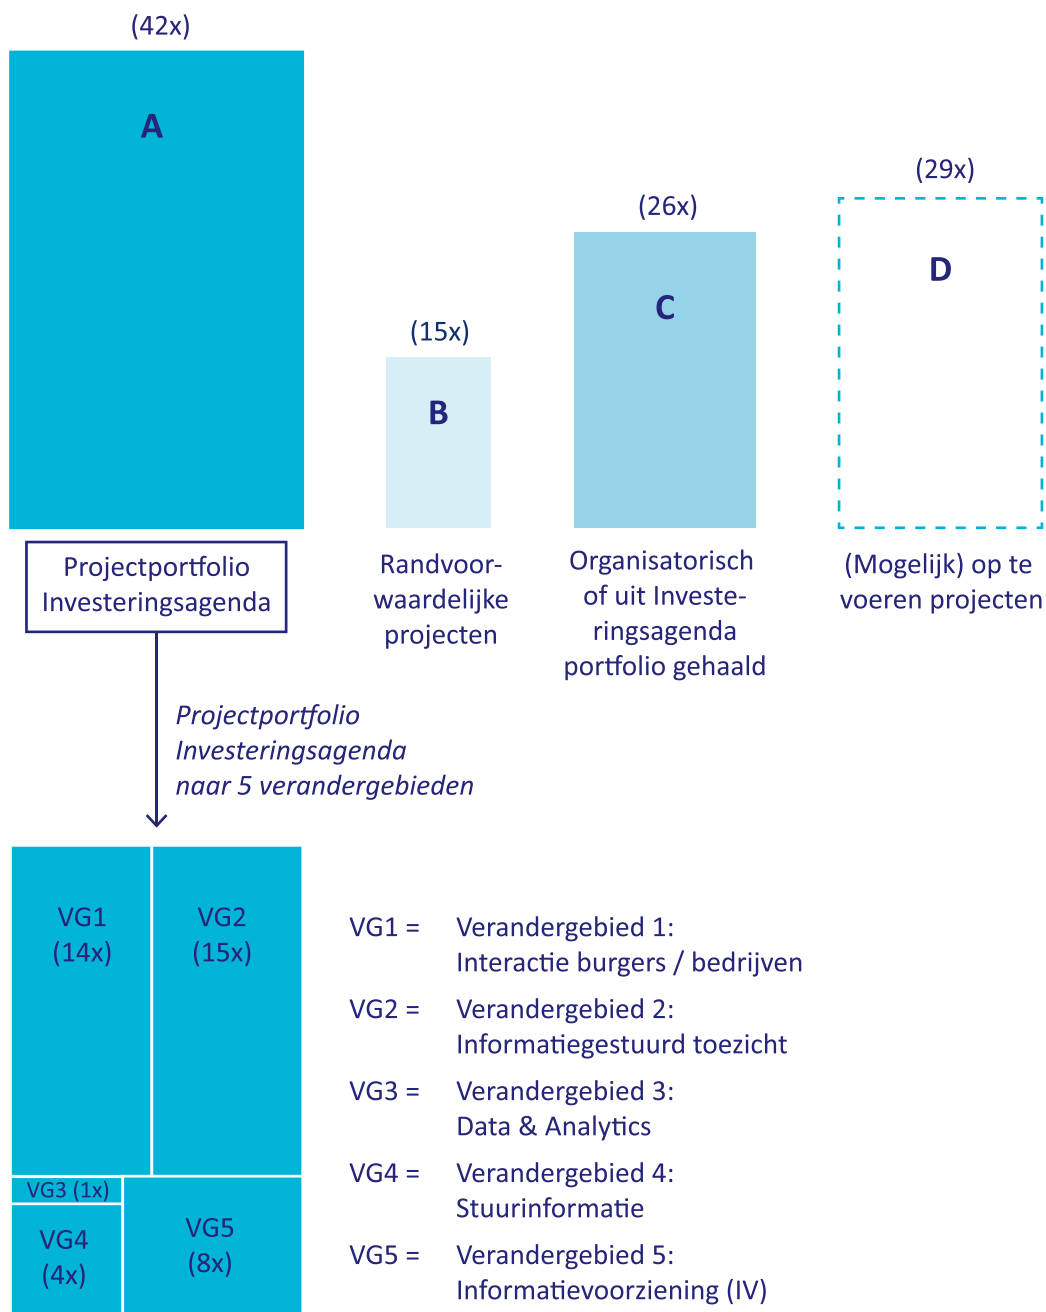 (42x)
A
(29x)
D
(26x)
C
(15x)
B
Projectportfolio
Investeringsagenda
Randvoor-
waardelijke
projecten
Organisatorisch
of uit Investe-
ringsagenda
portfolio gehaald
(Mogelijk) op te
voeren projecten
Projectportfolio
Investeringsagenda
naar 5 verandergebieden
VG1
(14x)
VG2
(15x)
VG3 (1x)
VG4
(4x)
VG5
(8x)
VG1 = Verandergebied 1:
Interactie burgers / bedrijven
VG2 = Verandergebied 2:
Informatiegestuurd toezicht
VG3 = Verandergebied 3:
Data & Analytics
VG4 = Verandergebied 4:
Stuurinformatie
VG5 = Verandergebied 5:
Informatievoorziening (IV)